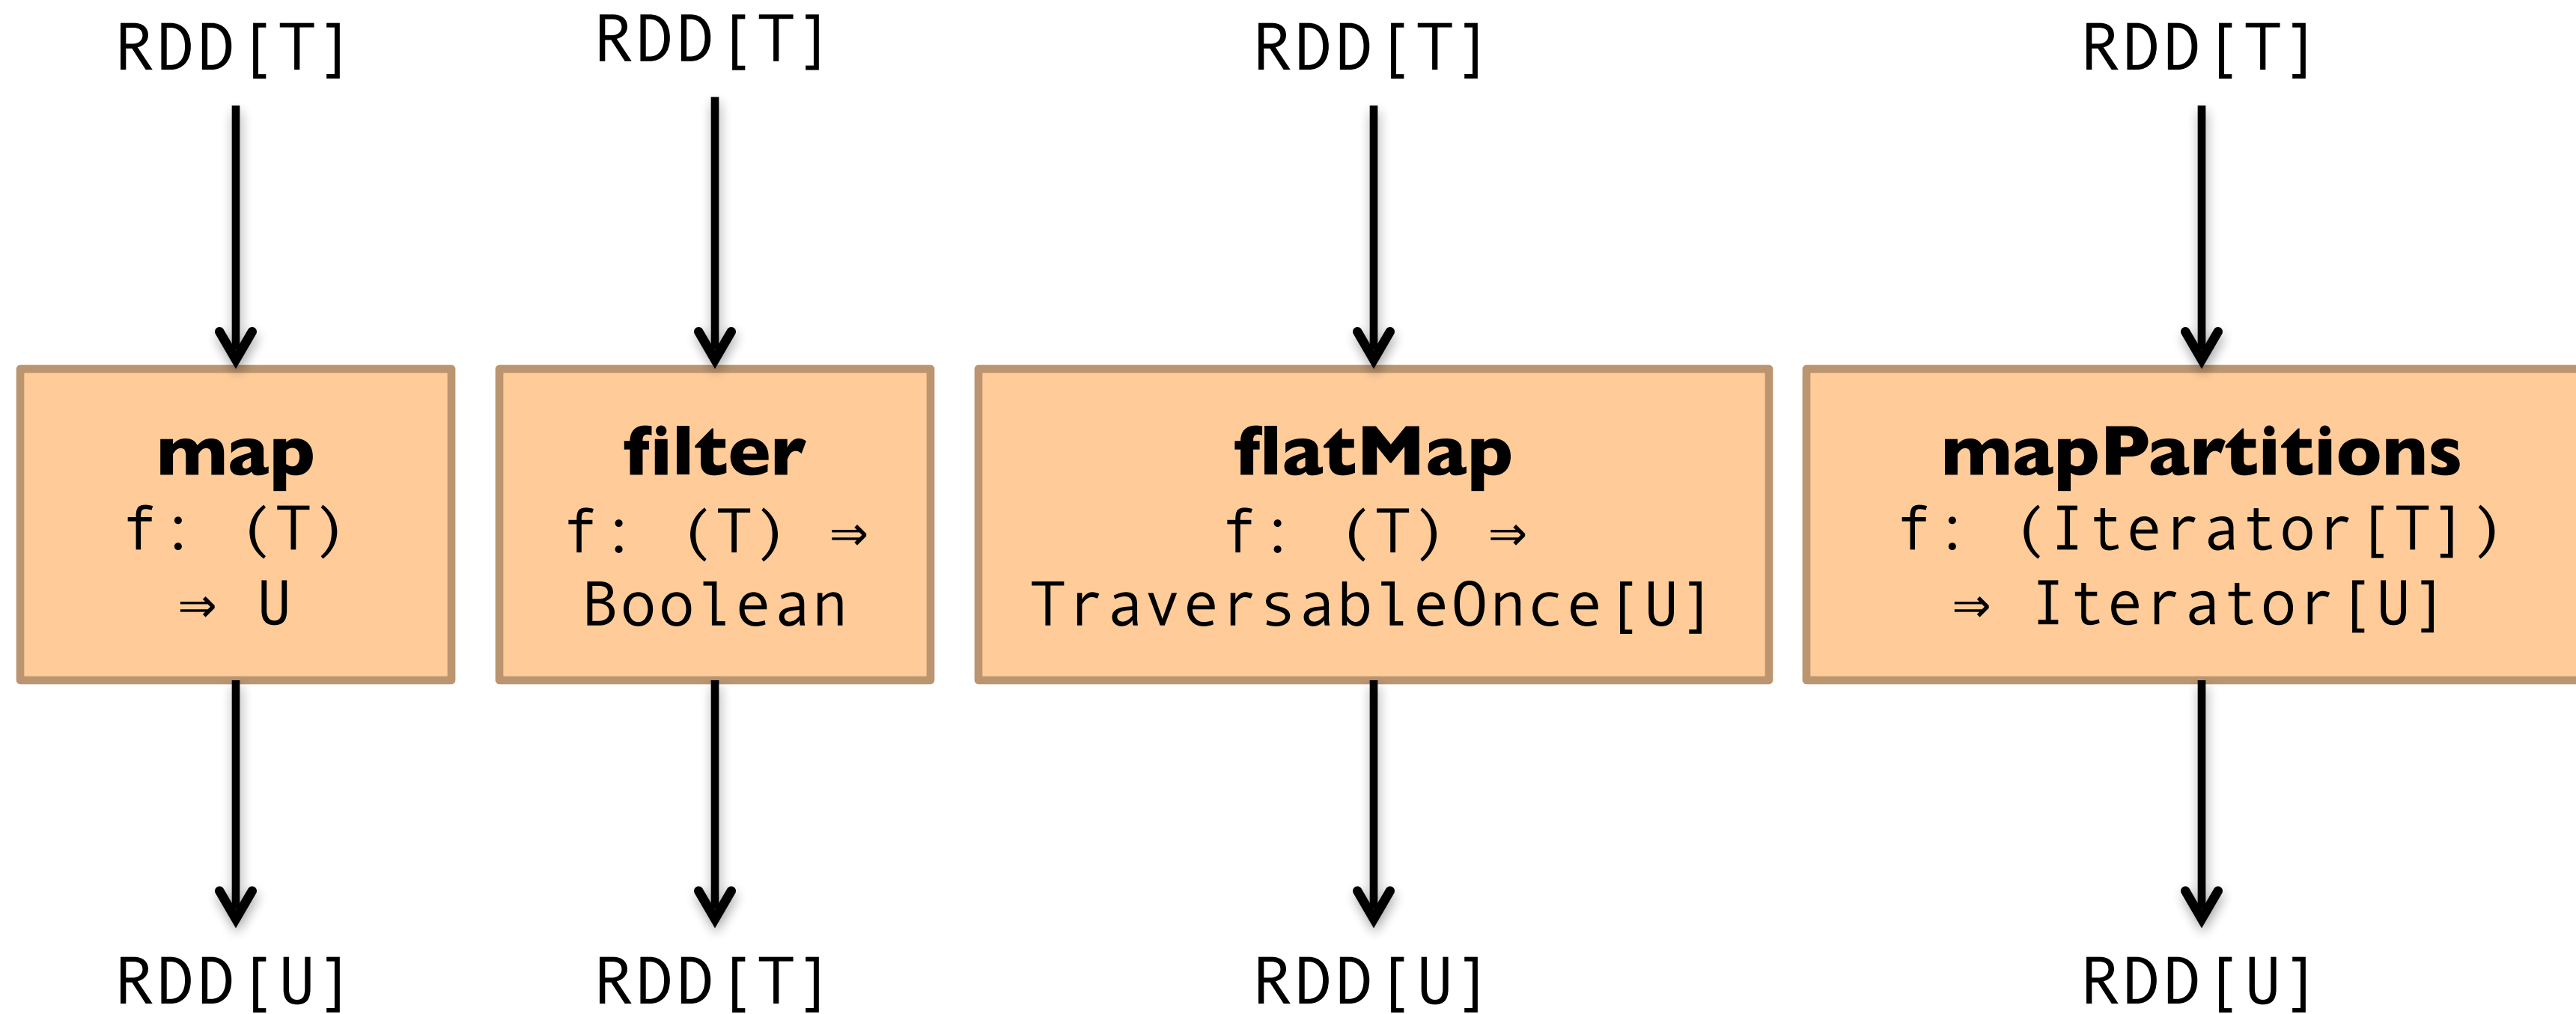 RDD[T]
RDD[T]
RDD[T]
RDD[T]
map
f: (T)
⇒ U
filter
f: (T) ⇒
Boolean
flatMap
f: (T) ⇒
TraversableOnce[U]
mapPartitions
f: (Iterator[T])
⇒ Iterator[U]
RDD[U]
RDD[T]
RDD[U]
RDD[U]